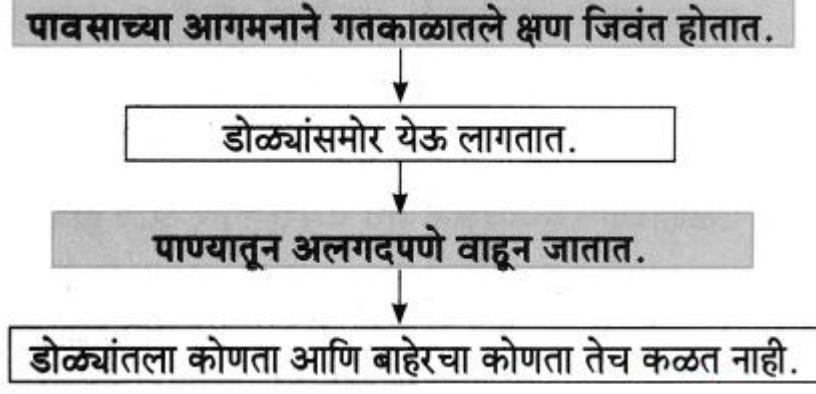 पावसाच्या आगमनाने गतकाळातले क्षण जिवंत होतात.
डोळ्यांसमोर येऊ लागतात.
पाण्यातून अलगदपणे वाहून जातात.
डोळ्यांतला कोणता आणि बाहेरचा कोणता तेच कळत नाही.